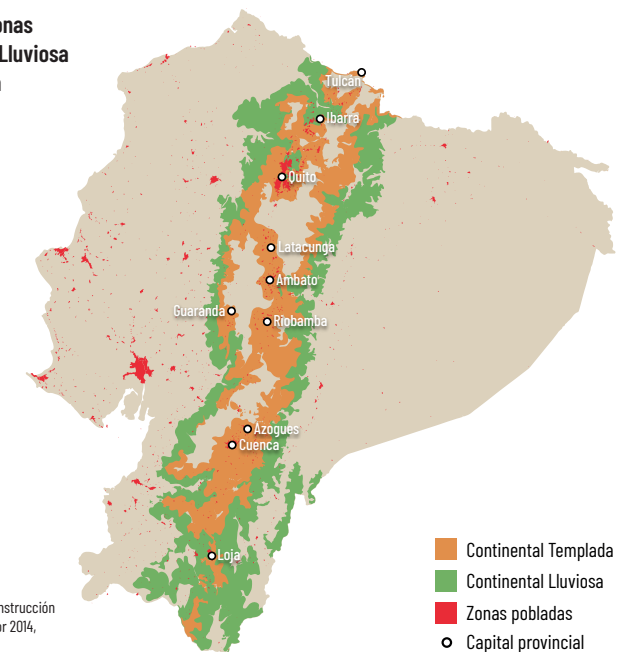 onas
Lluviosa
Tulcán
Ibarra
Quito
Latacunga
Ambato
Guaranda
Riobamba
Azogues
Cuenca
Loja
nstrucción
or 2014,
Continental Templada
Continental Lluviosa
Zonas pobladas
Capital provincial